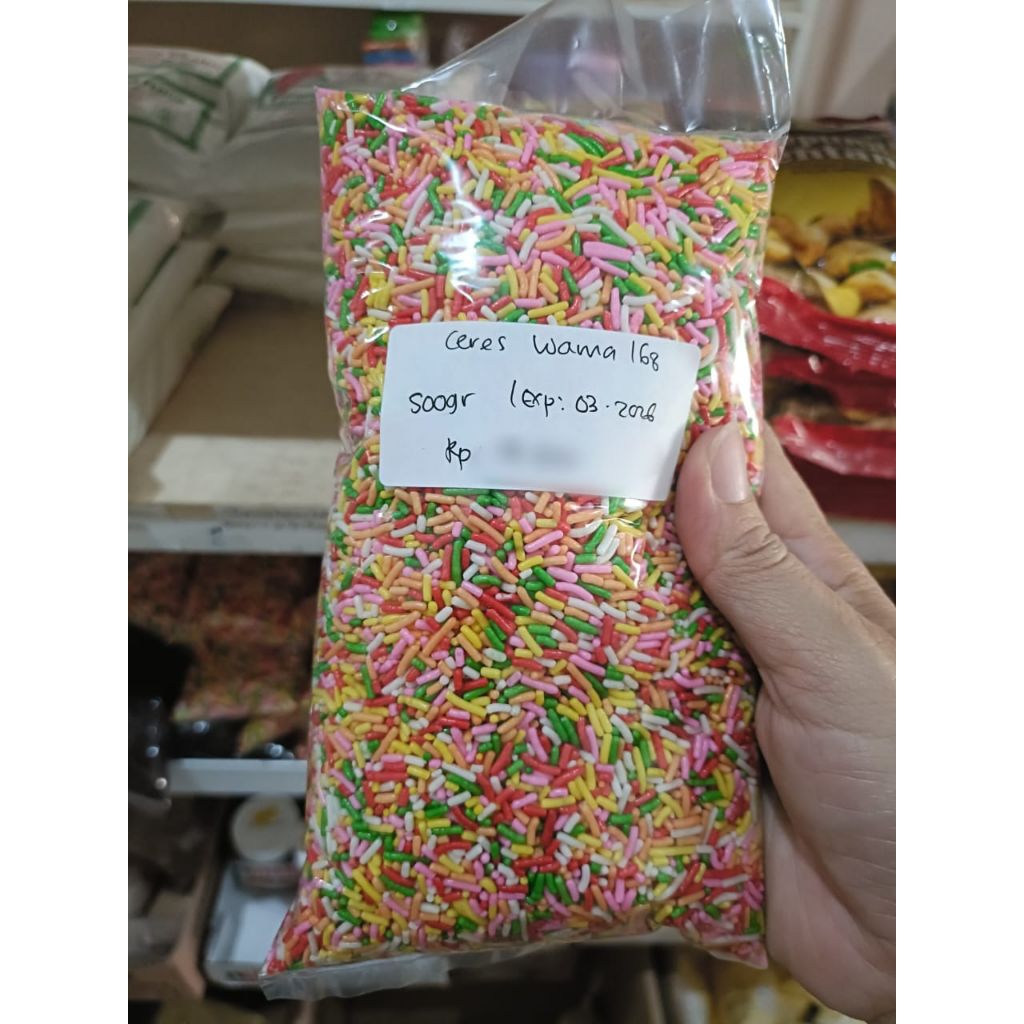 Ceres Warna 168
500gr / exp: 03.2026
Rp